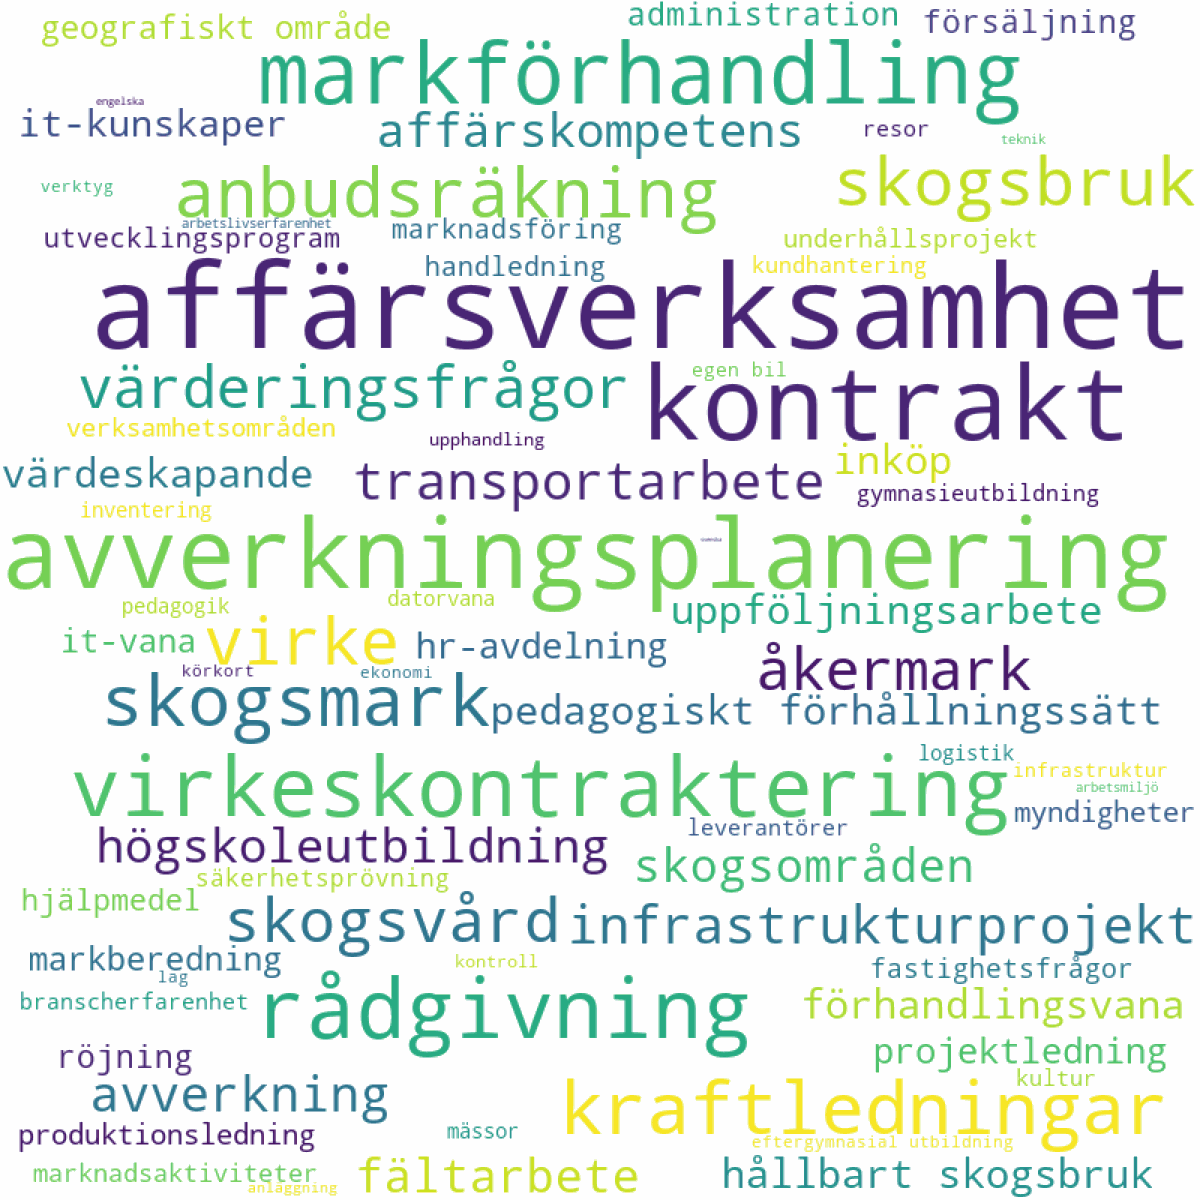 geografiskt område
administration
försäljning
markförhandling
engelska
it-kunskaper
affärskompetens
resor
teknik
verktyg
anbudsräkning
skogsbruk
arbetslivserfarenhet
utvecklingsprogram
marknadsföring
underhållsprojekt
handledning
kundhantering
affärsverksamhet
värderingsfrågor
egen bil
kontrakt
verksamhetsområden
upphandling
inköp
värdeskapande
transportarbete
gymnasieutbildning
inventering
avverkningsplanering
svenska
pedagogik
datorvana
uppföljningsarbete
it-vana
virke
hr-avdelning
körkort
ekonomi
åkermark
skogsmark
pedagogiskt förhållningssätt
logistik
virkeskontraktering
infrastruktur
arbetsmiljö
myndigheter
leverantörer
högskoleutbildning
skogsområden
säkerhetsprövning
hjälpmedel
skogsvård
infrastrukturprojekt
markberedning
kontroll
fastighetsfrågor
lag
branscherfarenhet
rådgivning
förhandlingsvana
röjning
projektledning
kultur
avverkning
kraftledningar
produktionsledning
mässor
eftergymnasial utbildning
marknadsaktiviteter
fältarbete
hållbart skogsbruk
anläggning